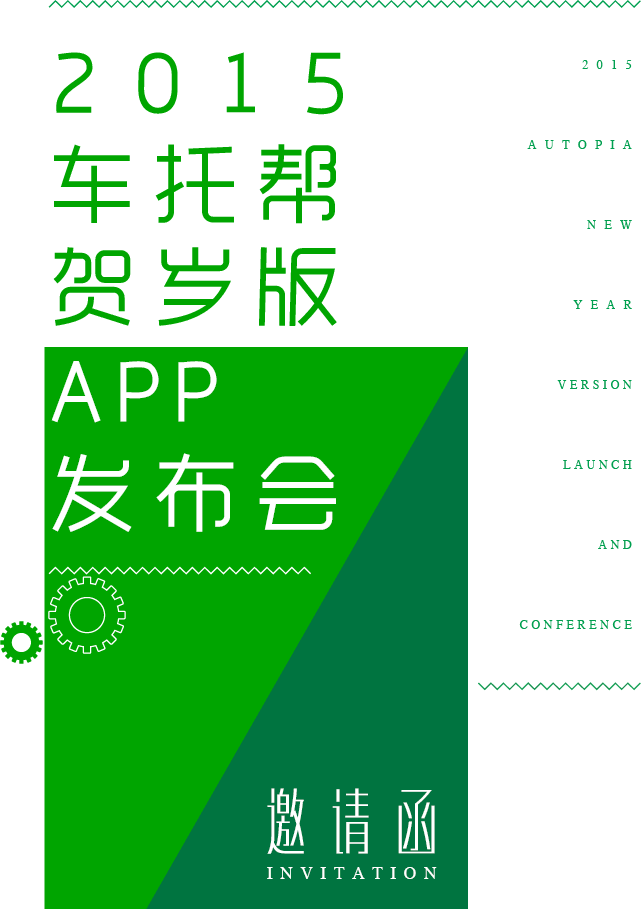 2015
车托帮
贺岁版
APP
发布会
2015
AUTOPIA
NEW
YEAR
VERSION
LAUNCH
AND
CONFERENCE
邀请函
INVITATION